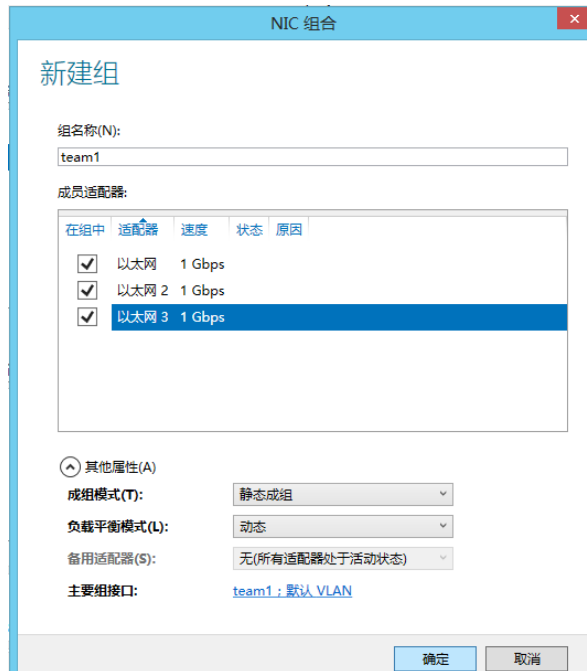 NIC 组合
新建组
组名称(N):
team1
成员适配器:
在组中 适配器 速度 状态 原因
以太网 1 Gbps
以太网 2 1 Gbps
以太网 3 1 Gbps
其他属性(A)
成组模式(T): 静态成组
负载平衡模式(L): 动态
备用适配器(S): 无(所有适配器处于活动状态)
主要组接口: team1；默认 VLAN
确定 取消